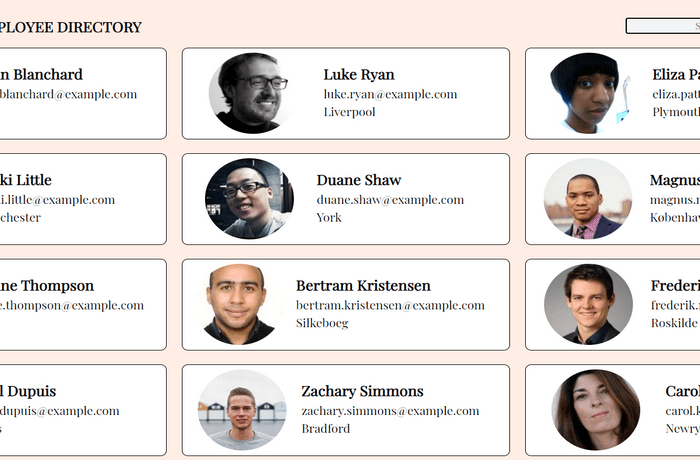 PLOYEE DIRECTORY
S
n Blanchard
blanchard@example.com
Luke Ryan
luke.ryan@example.com
Liverpool
Eliza Pa
eliza.patt
Plymouth
ki Little
i.little@example.com
chester
Duane Shaw
duane.shaw@example.com
York
Magnus
magnus.
Københav
ne Thompson
e.thompson@example.com
Bertram Kristensen
bertram.kristensen@example.com
Silkeboeg
Frederi
frederik.
Roskilde
l Dupuis
dupuis@example.com
s
Zachary Simmons
zachary.simmons@example.com
Bradford
Carol
carol.k
Newry